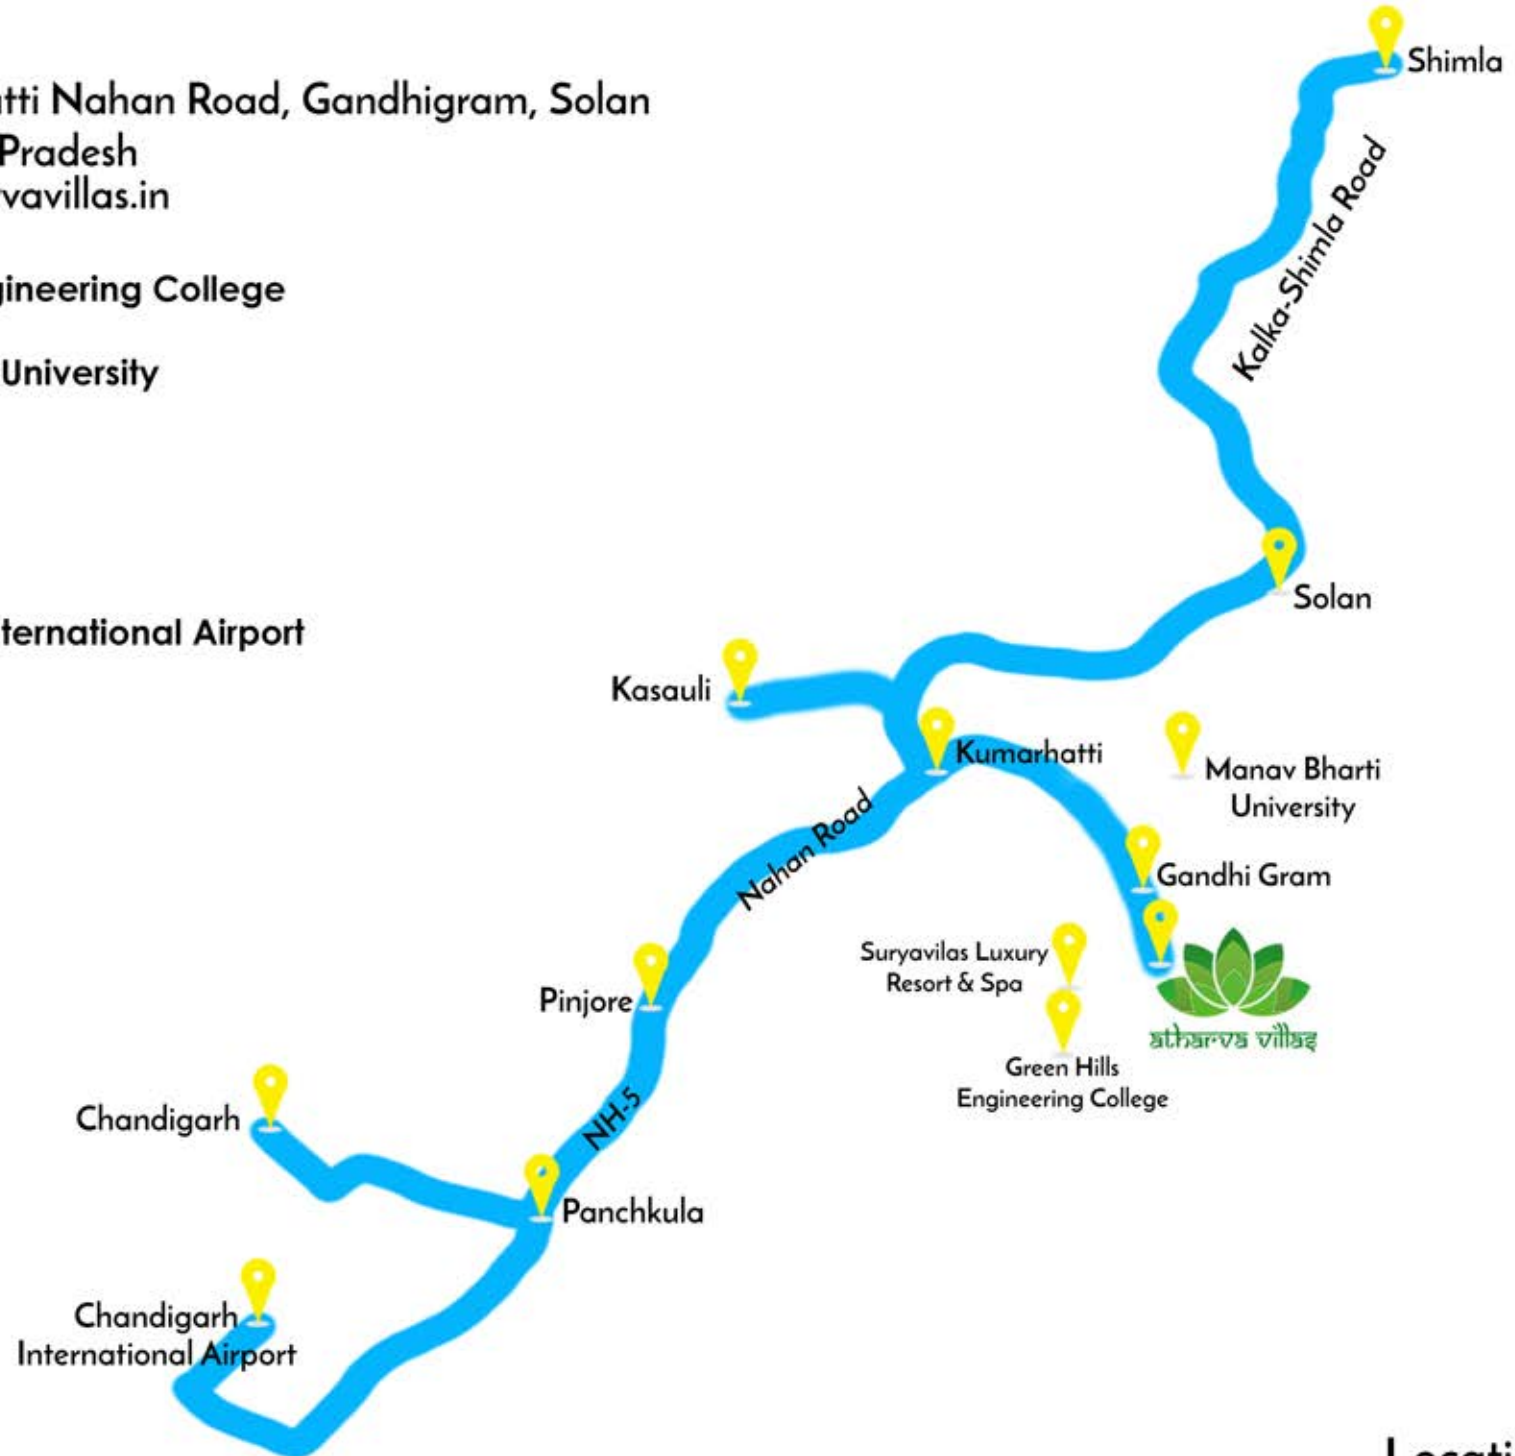 tti Nahan Road, Gandhigram, Solan
Pradesh
vavillas.in
gineering College
University
ternational Airport
Shimla
Kalka-Shimla Road
Solan
Kasauli
Kumarhatti
Manav Bharti
University
Nahan Road
Gandhi Gram
Suryavilas Luxury
Resort & Spa
Pinjore
atharva villas
Green Hills
Engineering College
NH-5
Chandigarh
Panchkula
Chandigarh
International Airport
Locati